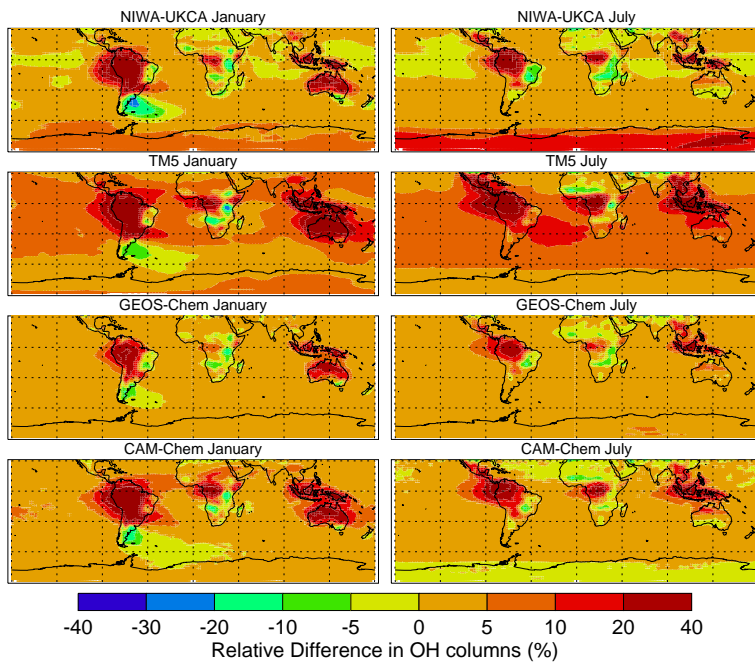 NIWA-UKCA January
NIWA-UKCA July
TM5 January
TM5 July
GEOS-Chem January
GEOS-Chem July
CAM-Chem January
CAM-Chem July
-40 -30 -20 -10 -5 0 5 10 20 40
Relative Difference in OH columns (%)